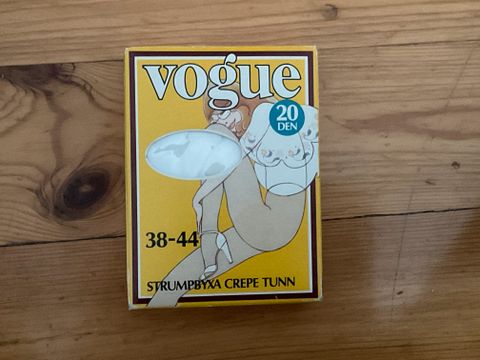 vogue
20
DEN
38-44
STRUMPBYXA CREPE TUNN